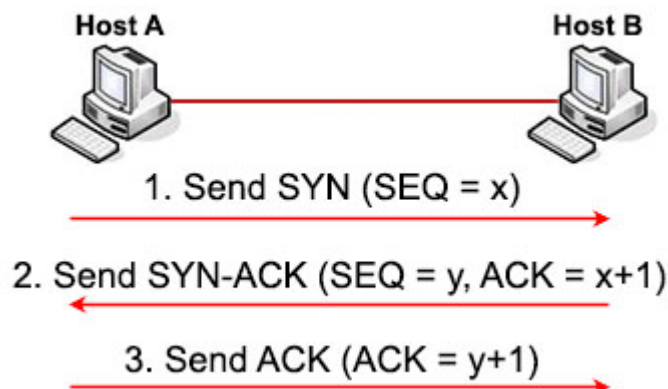 Host A
Host B
1. Send SYN (SEQ = x)
2. Send SYN-ACK (SEQ = y, ACK = x+1)
3. Send ACK (ACK = y+1)